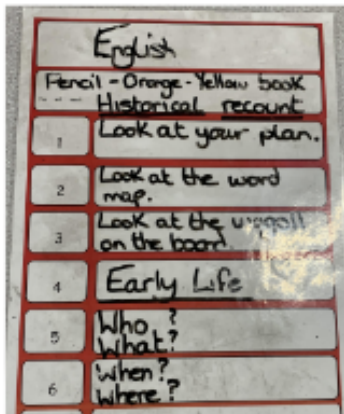 English
Pencil - Orange - Yellow book
Historical recount
1 Look at your plan.
2 Look at the word
map.
3 Look at the wagoll
on the board.
4 Early Life
5 Who ?
What?
6 When?
Where?